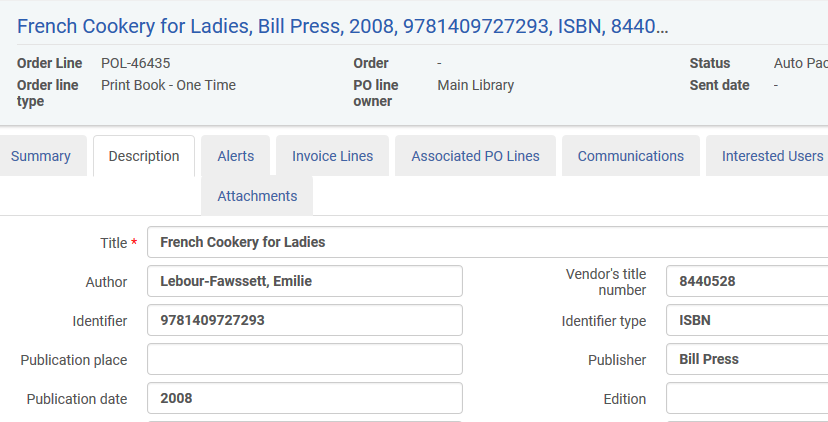 French Cookery for Ladies, Bill Press, 2008, 9781409727293, ISBN, 8440...
Order Line POL-46435 Order - Status Auto Pac
Order line type Print Book - One Time PO line owner Main Library Sent date -
Summary Description Alerts Invoice Lines Associated PO Lines Communications Interested Users
Attachments
Title * French Cookery for Ladies
Author Lebour-Fawssett, Emilie Vendor's title number 8440528
Identifier 9781409727293 Identifier type ISBN
Publication place Publisher Bill Press
Publication date 2008 Edition